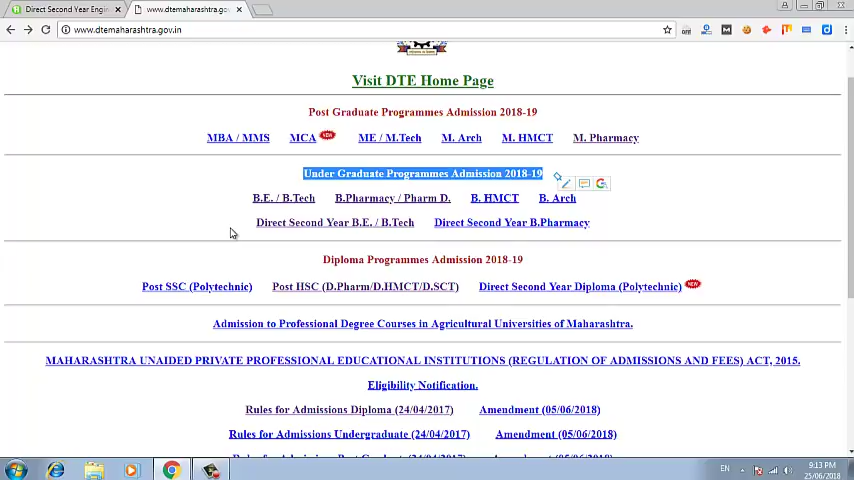 Direct Second Year Engin
www.dtemaharashtra.gov
www.dtemaharashtra.gov.in
Visit DTE Home Page
Post Graduate Programmes Admission 2018-19
MBA / MMS MCA NEW ME / M.Tech M. Arch M. HMCT M. Pharmacy
Under Graduate Programmes Admission 2018-19
B.E. / B.Tech B.Pharmacy / Pharm D. B. HMCT B. Arch
Direct Second Year B.E. / B.Tech Direct Second Year B.Pharmacy
Diploma Programmes Admission 2018-19
Post SSC (Polytechnic) Post HSC (D.Pharm/D.HMCT/D.SCT) Direct Second Year Diploma (Polytechnic) NEW
Admission to Professional Degree Courses in Agricultural Universities of Maharashtra.
MAHARASHTRA UNAIDED PRIVATE PROFESSIONAL EDUCATIONAL INSTITUTIONS (REGULATION OF ADMISSIONS AND FEES) ACT, 2015.
Eligibility Notification.
Rules for Admissions Diploma (24/04/2017) Amendment (05/06/2018)
Rules for Admissions Undergraduate (24/04/2017) Amendment (05/06/2018)
EN
9:13 PM
25/06/2018